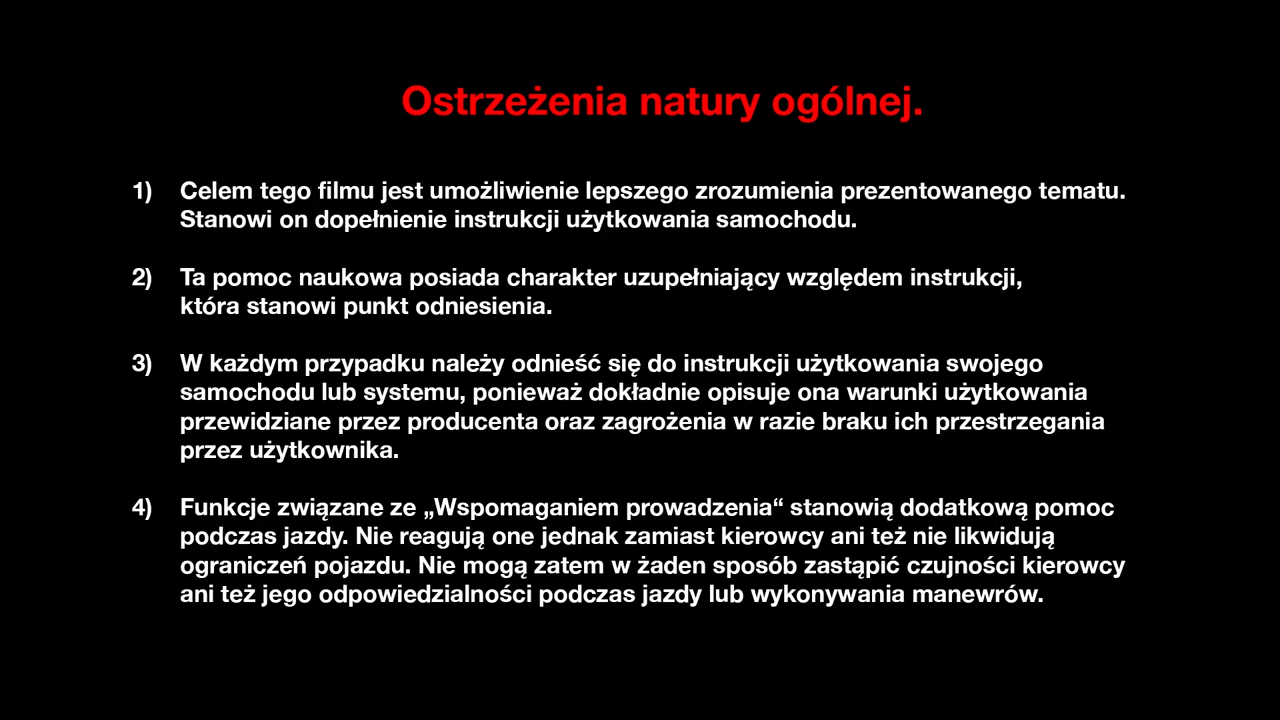 Ostrzeżenia natury ogólnej.
1) Celem tego filmu jest umożliwienie lepszego zrozumienia prezentowanego tematu.
Stanowi on dopełnienie instrukcji użytkowania samochodu.
2) Ta pomoc naukowa posiada charakter uzupełniający względem instrukcji,
która stanowi punkt odniesienia.
3) W każdym przypadku należy odnieść się do instrukcji użytkowania swojego
samochodu lub systemu, ponieważ dokładnie opisuje ona warunki użytkowania
przewidziane przez producenta oraz zagrożenia w razie braku ich przestrzegania
przez użytkownika.
4) Funkcje związane ze „Wspomaganiem prowadzenia“ stanowią dodatkową pomoc
podczas jazdy. Nie reagują one jednak zamiast kierowcy ani też nie likwidują
ograniczeń pojazdu. Nie mogą zatem w żaden sposób zastąpić czujności kierowcy
ani też jego odpowiedzialności podczas jazdy lub wykonywania manewrów.